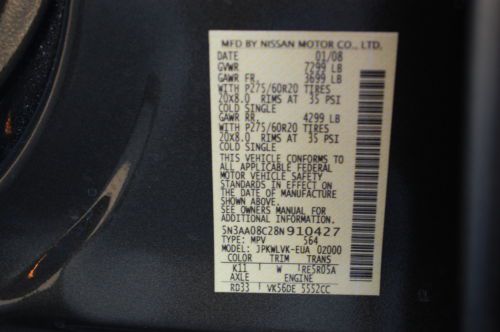 MFD BY NISSAN MOTOR CO., LTD.
DATE 01/08
GVWR 7299 LB
GAWR FR. 3699 LB
WITH P275/60R20 TIRES
20X8.0 RIMS AT 35 PSI
COLD SINGLE
GAWR RR. 4299 LB
WITH P275/60R20 TIRES
20X8.0 RIMS AT 35 PSI
COLD SINGLE
THIS VEHICLE CONFORMS TO
ALL APPLICABLE FEDERAL
MOTOR VEHICLE SAFETY
STANDARDS IN EFFECT ON
THE DATE OF MANUFACTURE
SHOWN ABOVE.
SEE OWNERS MANUAL FOR
ADDITIONAL INFORMATION.
5N3AA08C28N910427
TYPE: MPV 564
MODEL: JPKWLVK-EUA 02000
COLOR TRIM TRANS
K11 W RE5R05A
AXLE ENGINE
RD33 VK56DE 5552CC